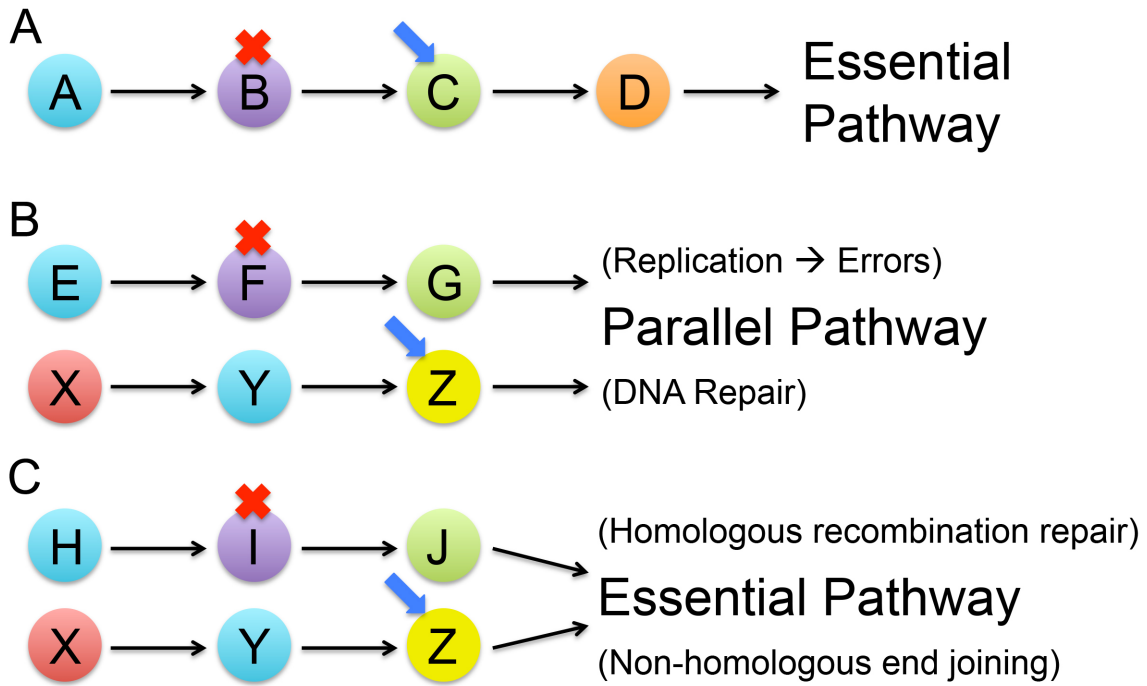 A
A B C D Essential
Pathway
B
E F G (Replication → Errors)
Parallel Pathway
X Y Z (DNA Repair)
C
H I J (Homologous recombination repair)
Essential Pathway
X Y Z (Non-homologous end joining)